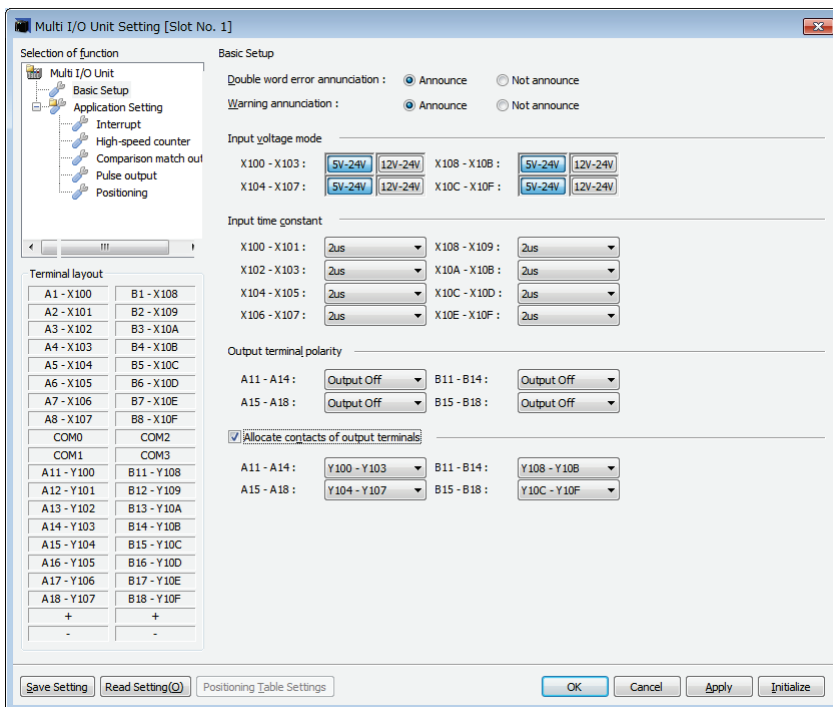 Multi I/O Unit Setting [Slot No. 1]
Selection of function
Multi I/O Unit
Basic Setup
Application Setting
Interrupt
High-speed counter
Comparison match out
Pulse output
Positioning
Terminal layout
A1 - X100 B1 - X108
A2 - X101 B2 - X109
A3 - X102 B3 - X10A
A4 - X103 B4 - X10B
A5 - X104 B5 - X10C
A6 - X105 B6 - X10D
A7 - X106 B7 - X10E
A8 - X107 B8 - X10F
COM0 COM2
COM1 COM3
A11 - Y100 B11 - Y108
A12 - Y101 B12 - Y109
A13 - Y102 B13 - Y10A
A14 - Y103 B14 - Y10B
A15 - Y104 B15 - Y10C
A16 - Y105 B16 - Y10D
A17 - Y106 B17 - Y10E
A18 - Y107 B18 - Y10F
+ +
- -
Basic Setup
Double word error annunciation : Announce Not announce
Warning annunciation : Announce Not announce
Input voltage mode
X100 - X103 : 5V-24V 12V-24V X108 - X10B : 5V-24V 12V-24V
X104 - X107 : 5V-24V 12V-24V X10C - X10F : 5V-24V 12V-24V
Input time constant
X100 - X101 : 2us X108 - X109 : 2us
X102 - X103 : 2us X10A - X10B : 2us
X104 - X105 : 2us X10C - X10D : 2us
X106 - X107 : 2us X10E - X10F : 2us
Output terminal polarity
A11 - A14 : Output Off B11 - B14 : Output Off
A15 - A18 : Output Off B15 - B18 : Output Off
Allocate contacts of output terminals
A11 - A14 : Y100 - Y103 B11 - B14 : Y108 - Y10B
A15 - A18 : Y104 - Y107 B15 - B18 : Y10C - Y10F
Save Setting Read Setting(O) Positioning Table Settings OK Cancel Apply Initialize